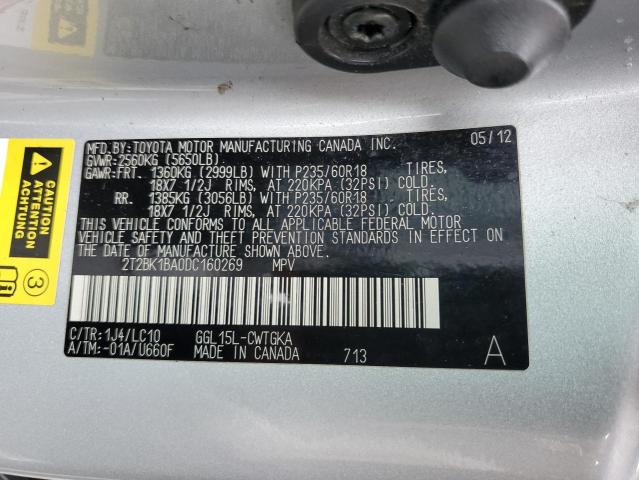 MFD.BY:TOYOTA MOTOR MANUFACTURING CANADA INC. 05/12
GVWR:2560KG (5650LB)
GAWR:FRT. 1360KG (2999LB) WITH P235/60R18 TIRES,
18X7 1/2J RIMS, AT 220KPA (32PSI) COLD.
RR. 1385KG (3056LB) WITH P235/60R18 TIRES,
18X7 1/2J RIMS, AT 220KPA (32PSI) COLD.
THIS VEHICLE CONFORMS TO ALL APPLICABLE FEDERAL MOTOR
VEHICLE SAFETY AND THEFT PREVENTION STANDARDS IN EFFECT ON
THE DATE OF MANUFACTURE SHOWN ABOVE.
2T2BK1BA0DC160269 MPV
C/TR:1J4/LC10 GGL15L-CWTGKA
A/TM:-01A/U660F MADE IN CANADA 713 A
CAUTION
ATTENTION
ACHTUNG
3